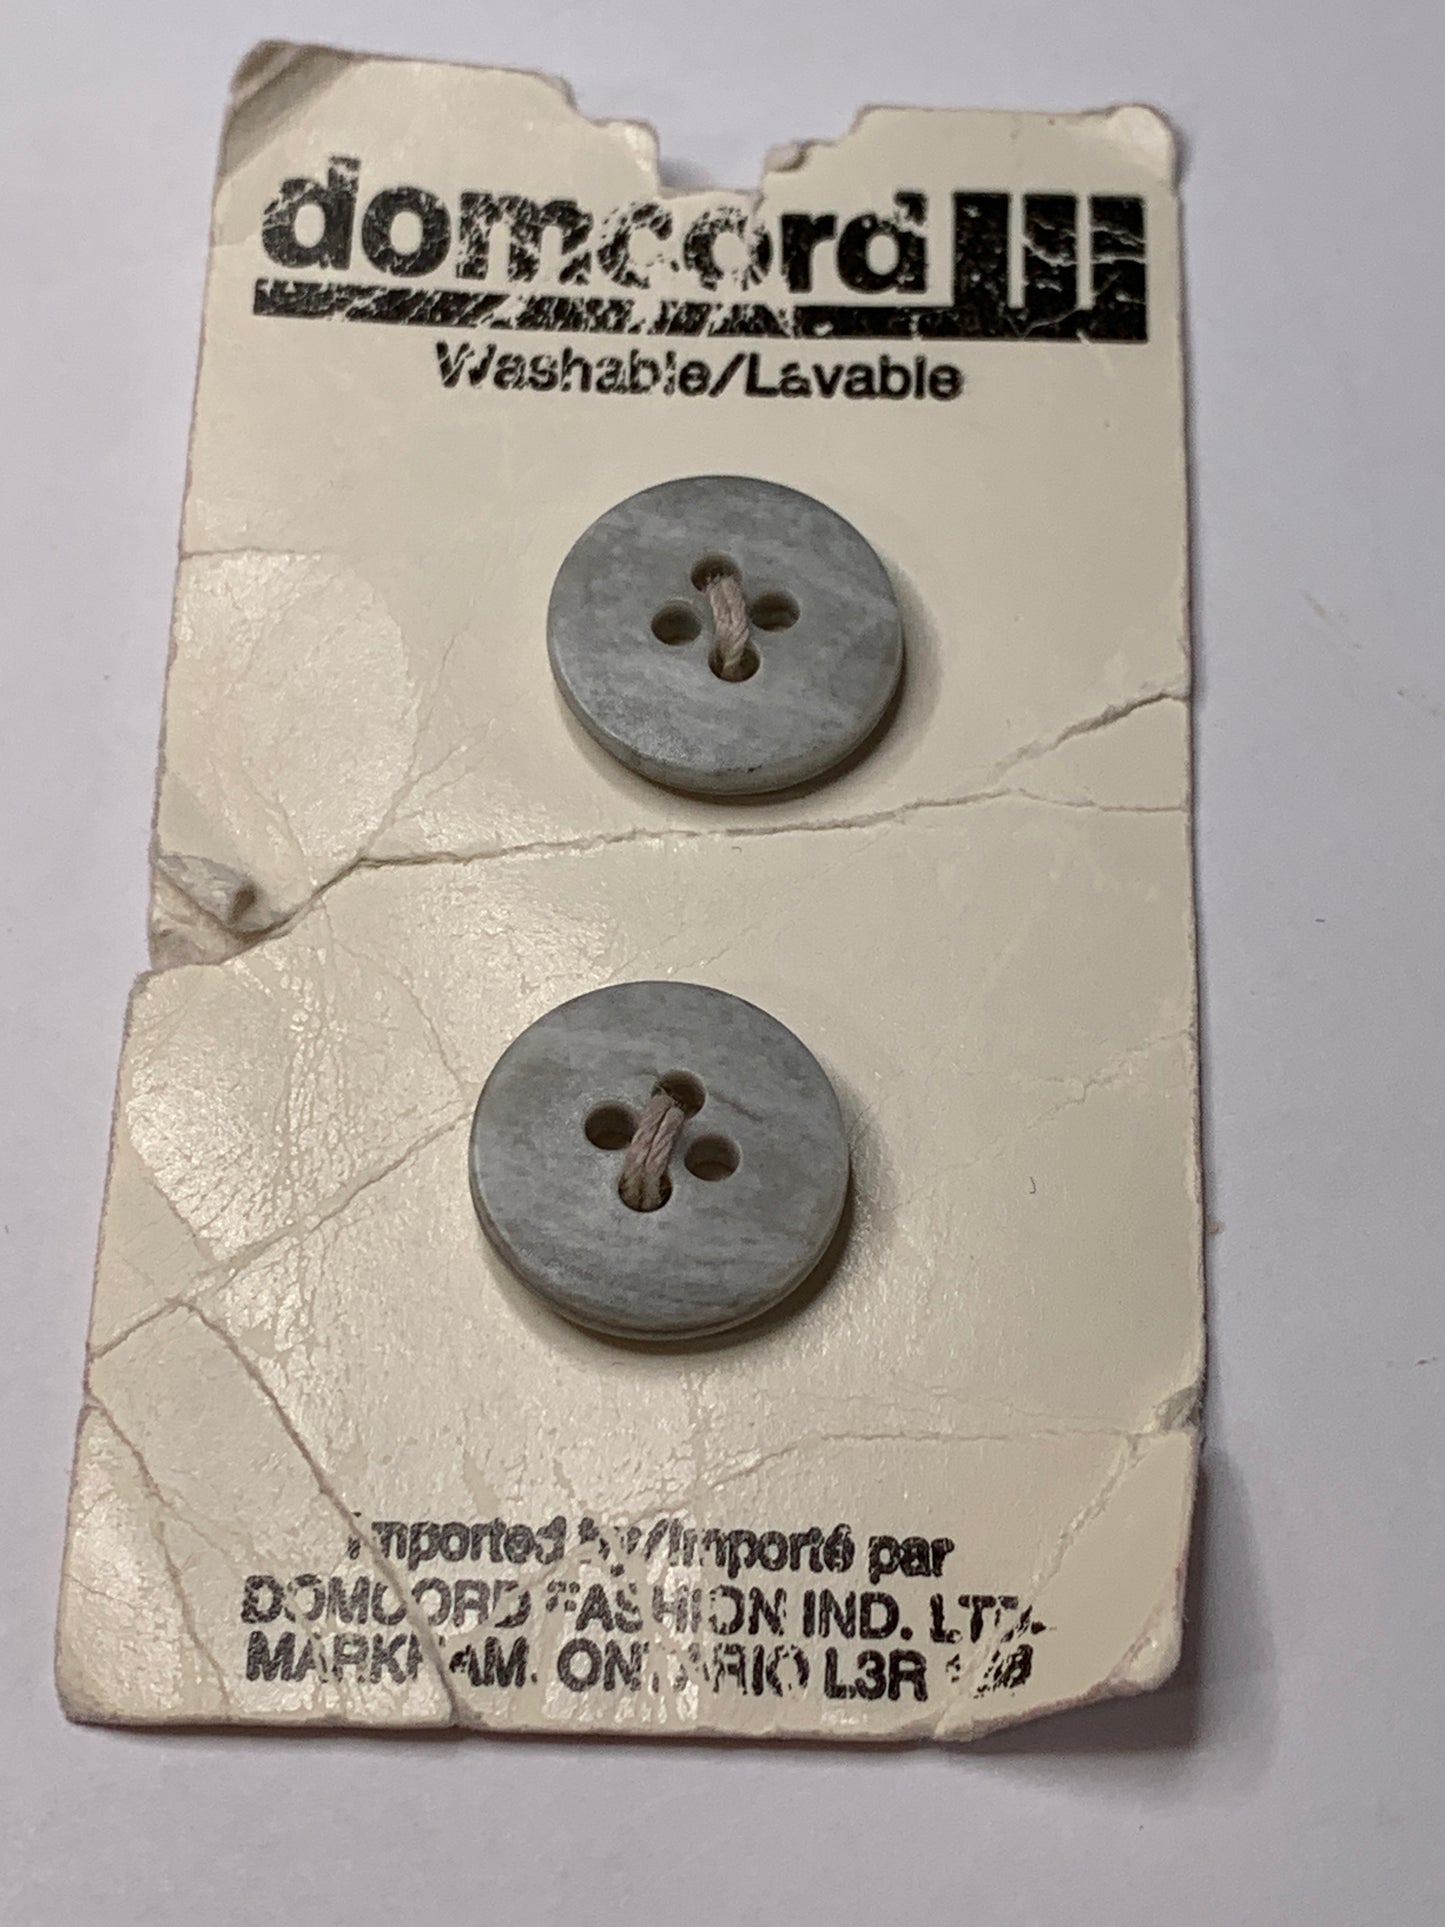 domcord
Washable/Lavable
Imported by/Importé par
DOMCORD FASHION IND. LTD.
MARKHAM, ONTARIO L3R